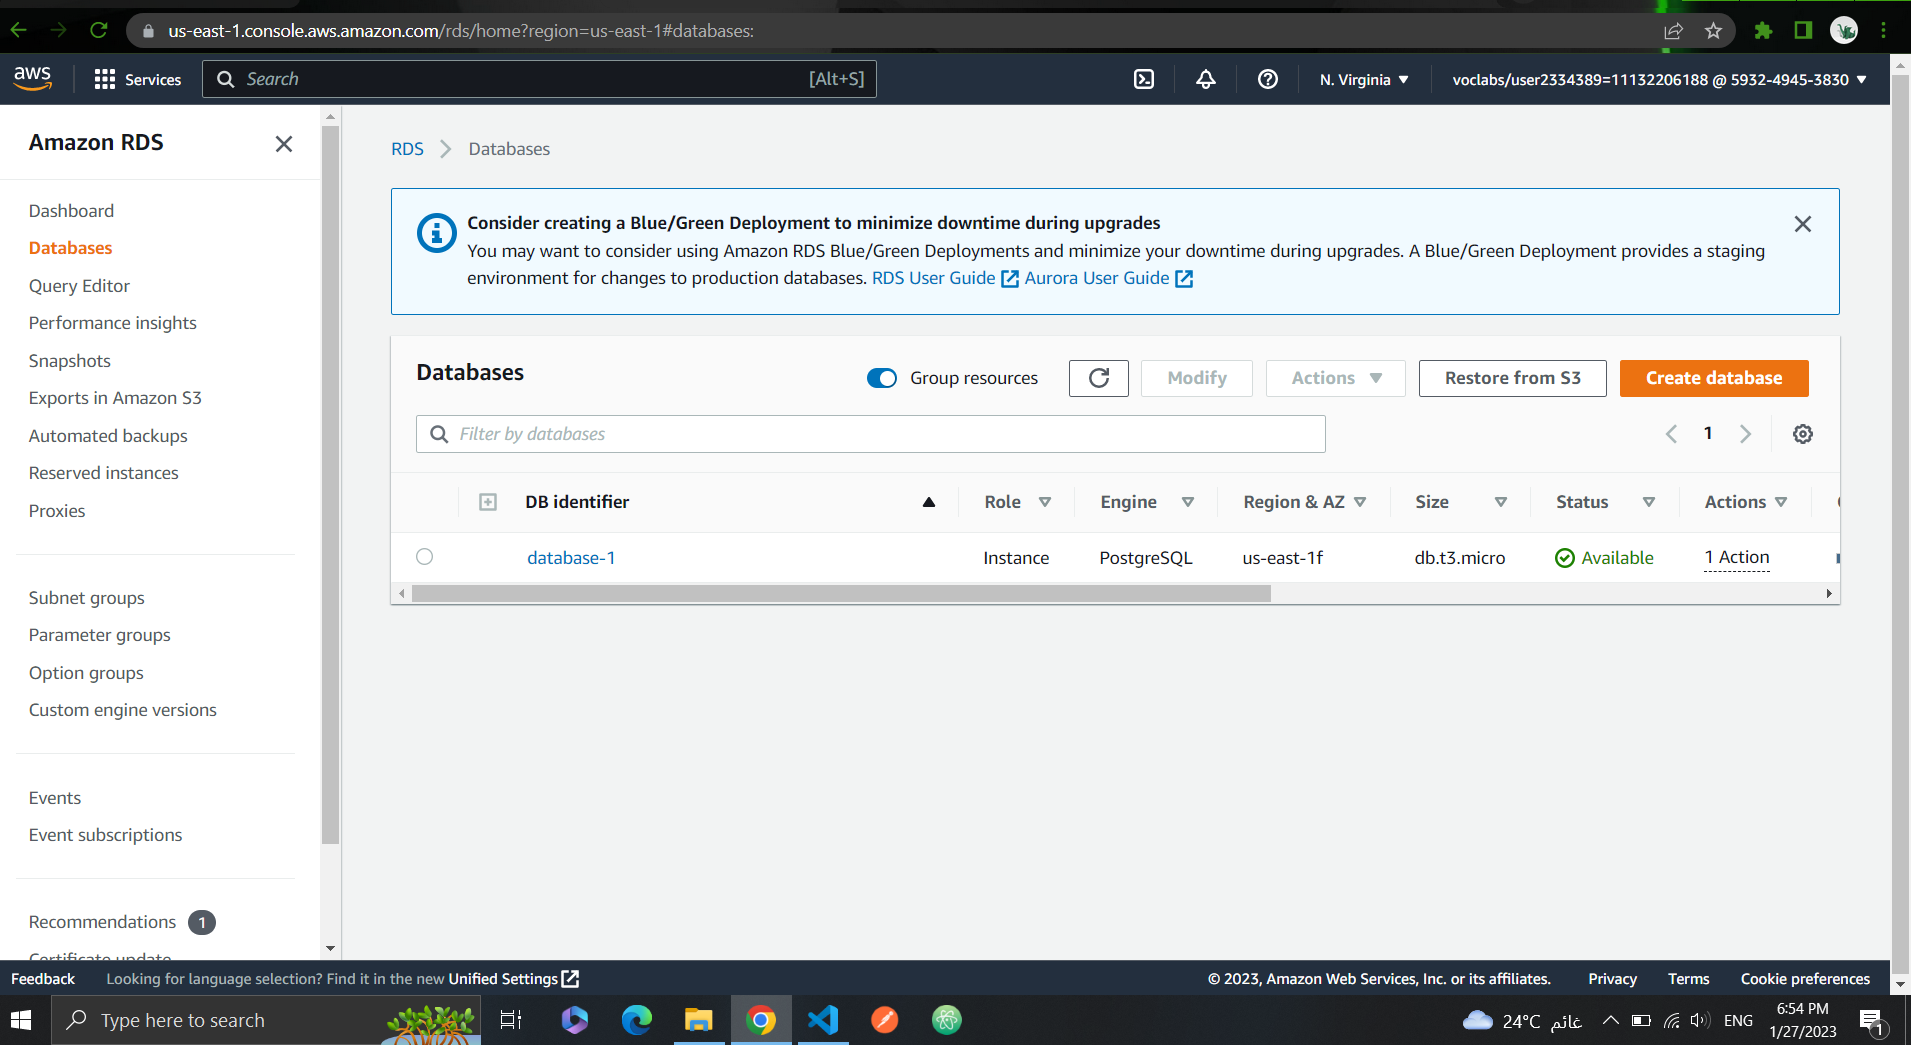 us-east-1.console.aws.amazon.com/rds/home?region=us-east-1#databases:
aws
Services
Search
[Alt+S]
N. Virginia
voclabs/user2334389=11132206188 @ 5932-4945-3830
Amazon RDS
Dashboard
Databases
Query Editor
Performance insights
Snapshots
Exports in Amazon S3
Automated backups
Reserved instances
Proxies
Subnet groups
Parameter groups
Option groups
Custom engine versions
Events
Event subscriptions
Recommendations 1
Certificate update
RDS
Databases
Consider creating a Blue/Green Deployment to minimize downtime during upgrades
You may want to consider using Amazon RDS Blue/Green Deployments and minimize your downtime during upgrades. A Blue/Green Deployment provides a staging
environment for changes to production databases. RDS User Guide Aurora User Guide
Databases
Group resources
Modify
Actions
Restore from S3
Create database
Filter by databases
1
DB identifier
Role
Engine
Region & AZ
Size
Status
Actions
database-1
Instance
PostgreSQL
us-east-1f
db.t3.micro
Available
1 Action
Feedback
Looking for language selection? Find it in the new Unified Settings
© 2023, Amazon Web Services, Inc. or its affiliates.
Privacy
Terms
Cookie preferences
Type here to search
24°C غائم
ENG
6:54 PM
1/27/2023
1